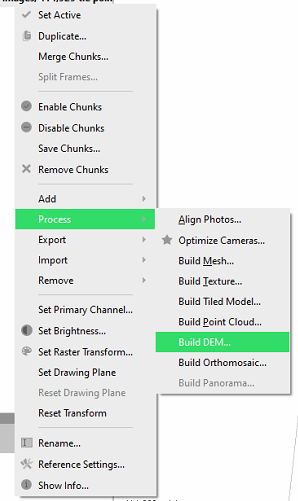 Set Active
Duplicate...
Merge Chunks...
Split Frames...
Enable Chunks
Disable Chunks
Save Chunks...
Remove Chunks
Add
Process
Export
Import
Remove
Set Primary Channel...
Set Brightness...
Set Raster Transform...
Set Drawing Plane
Reset Drawing Plane
Reset Transform
Rename...
Reference Settings...
Show Info...
Align Photos...
Optimize Cameras...
Build Mesh...
Build Texture...
Build Tiled Model...
Build Point Cloud...
Build DEM...
Build Orthomosaic...
Build Panorama...